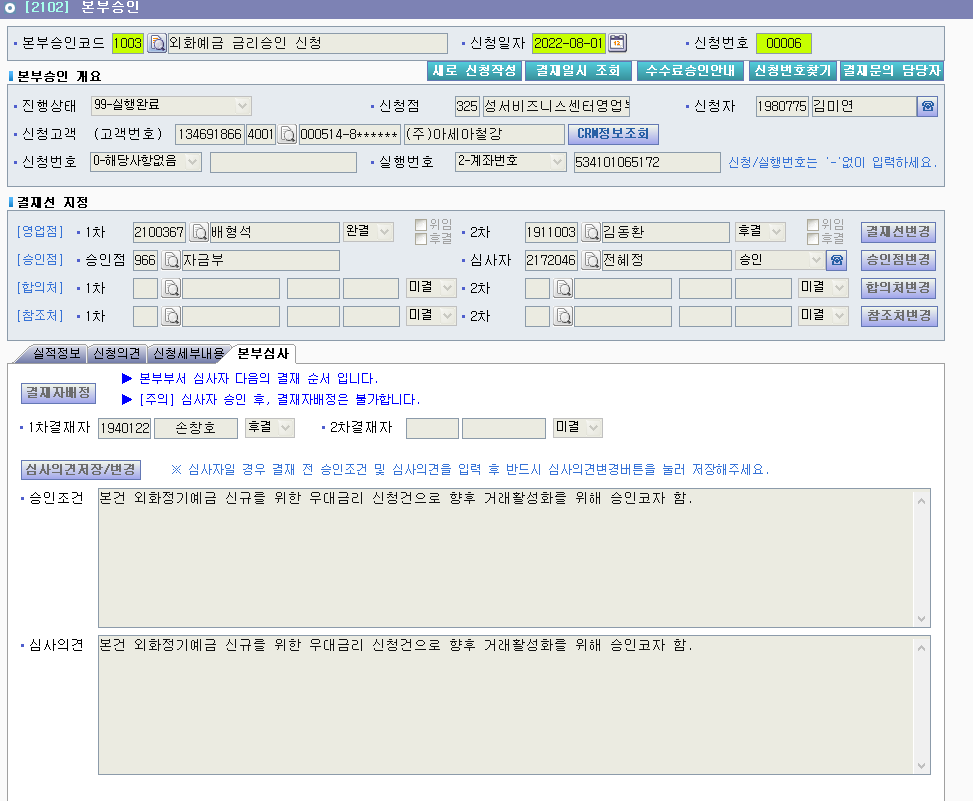 [2102] 본부승인
본부승인코드 1003 외화예금 금리승인 신청 신청일자 2022-08-01 신청번호 00006
본부승인 개요 새로 신청작성 결재일시 조회 수수료승인안내 신청번호찾기 결재문의 담당자
진행상태 99-실행완료 신청점 325 성서비즈니스센터영업부 신청자 1980775 김미연
신청고객 (고객번호) 134691866 4001 000514-8****** (주)아세아철강 CRM정보조회
신청번호 0-해당사항없음 실행번호 2-계좌번호 534101065172 신청/실행번호는 '-'없이 입력하세요.
결재선 지정
[영업점] 1차 2100367 배형석 완결 위임 후결 2차 1911003 김동환 후결 위임 후결 결재선변경
[승인점] 승인점 966 자금부 심사자 2172046 전혜정 승인 승인점변경
[합의처] 1차 미결 2차 미결 합의처변경
[참조처] 1차 미결 2차 미결 참조처변경
실적정보 신청의견 신청세부내용 본부심사
결재자배정 ▶ 본부부서 심사자 다음의 결재 순서 입니다.
▶ [주의] 심사자 승인 후, 결재자배정은 불가합니다.
1차결재자 1940122 손창호 후결 2차결재자 미결
심사의견저장/변경 ※ 심사자일 경우 결재 전 승인조건 및 심사의견을 입력 후 반드시 심사의견변경버튼을 눌러 저장해주세요.
승인조건 본건 외화정기예금 신규를 위한 우대금리 신청건으로 향후 거래활성화를 위해 승인코자 함.
심사의견 본건 외화정기예금 신규를 위한 우대금리 신청건으로 향후 거래활성화를 위해 승인코자 함.